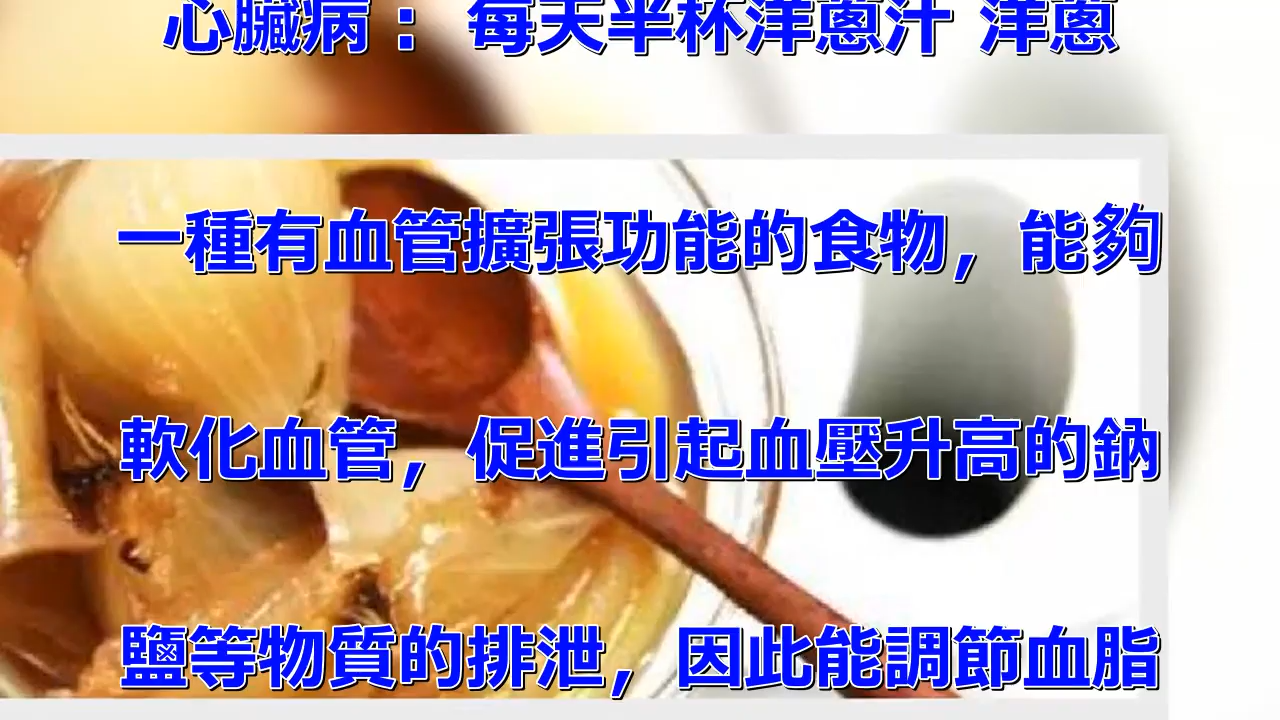 心臟病：每天半杯洋蔥汁 洋蔥
一種有血管擴張功能的食物，能夠
軟化血管，促進引起血壓升高的鈉
鹽等物質的排泄，因此能調節血脂